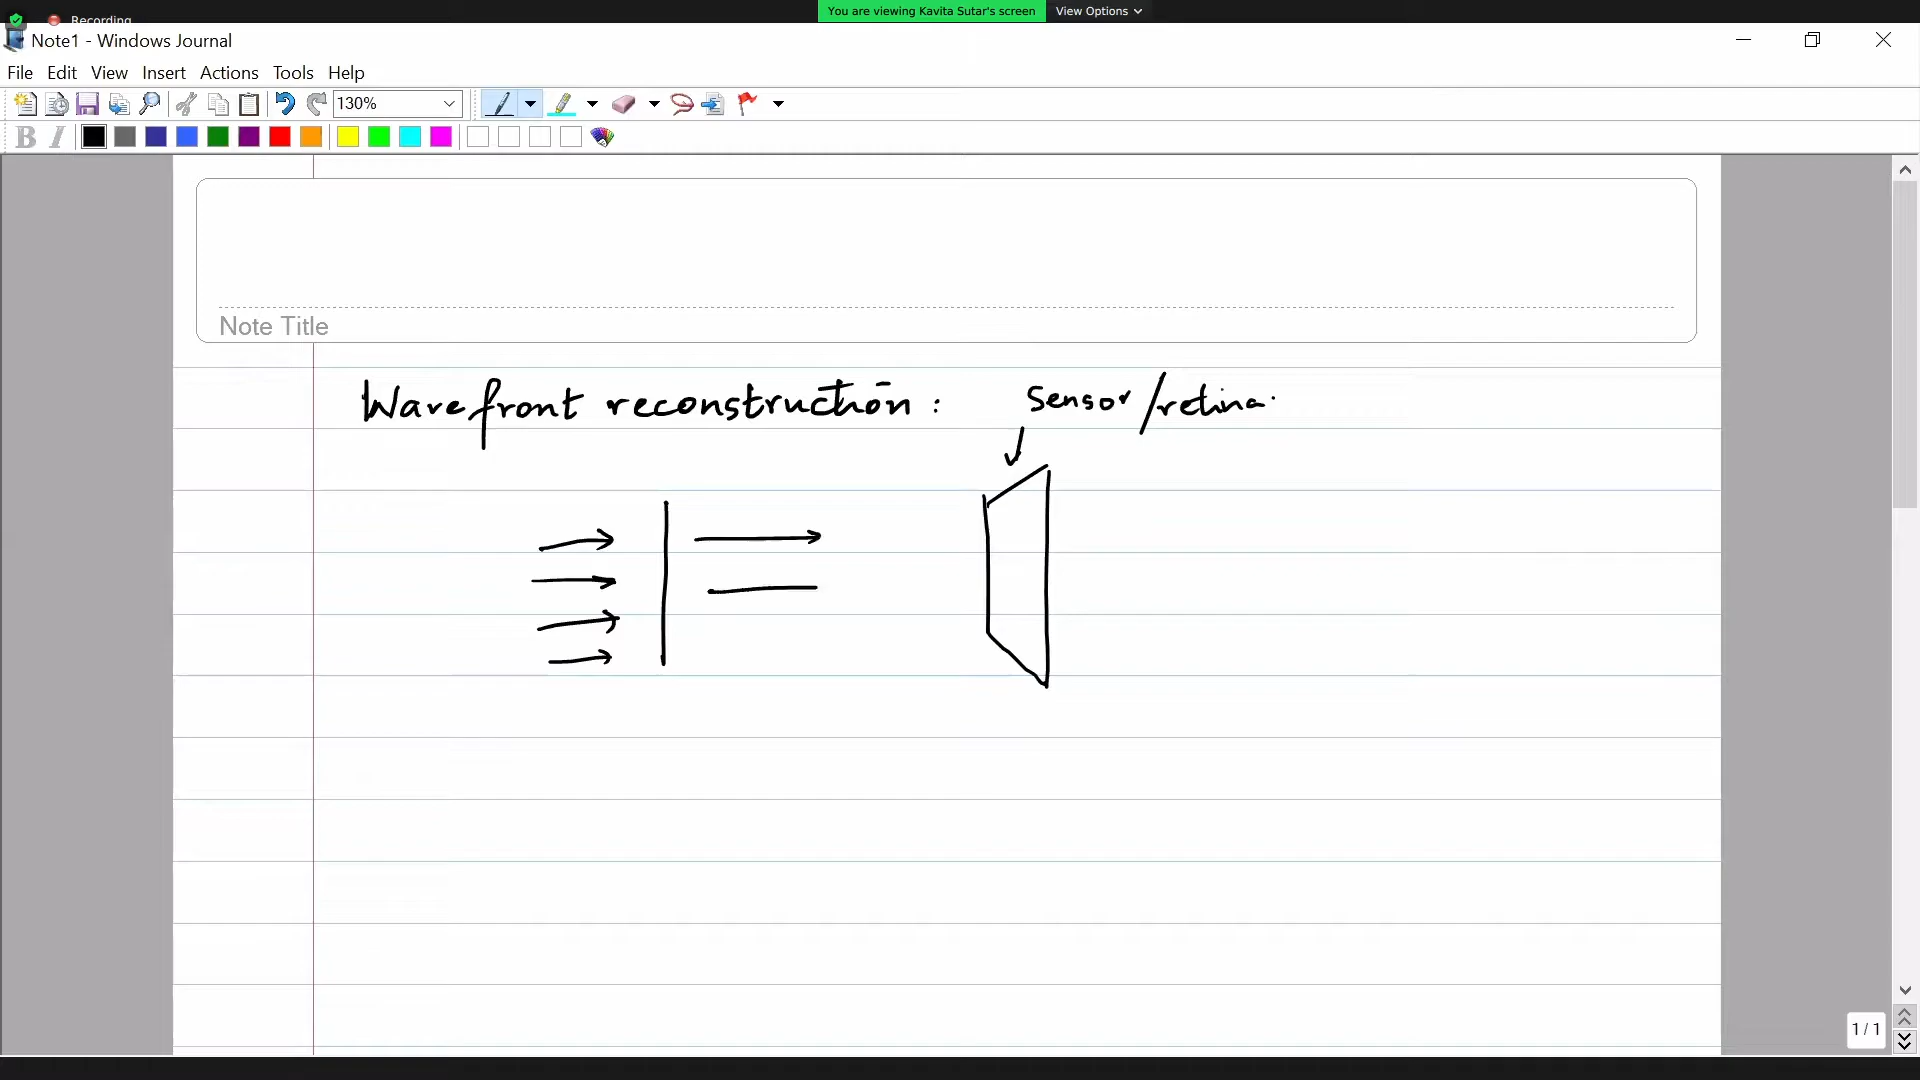 Recording
You are viewing Kavita Sutar's screen View Options
Note1 - Windows Journal
File Edit View Insert Actions Tools Help
130%
B I
Note Title
Wavefront reconstruction : Sensor/retina.
1 / 1